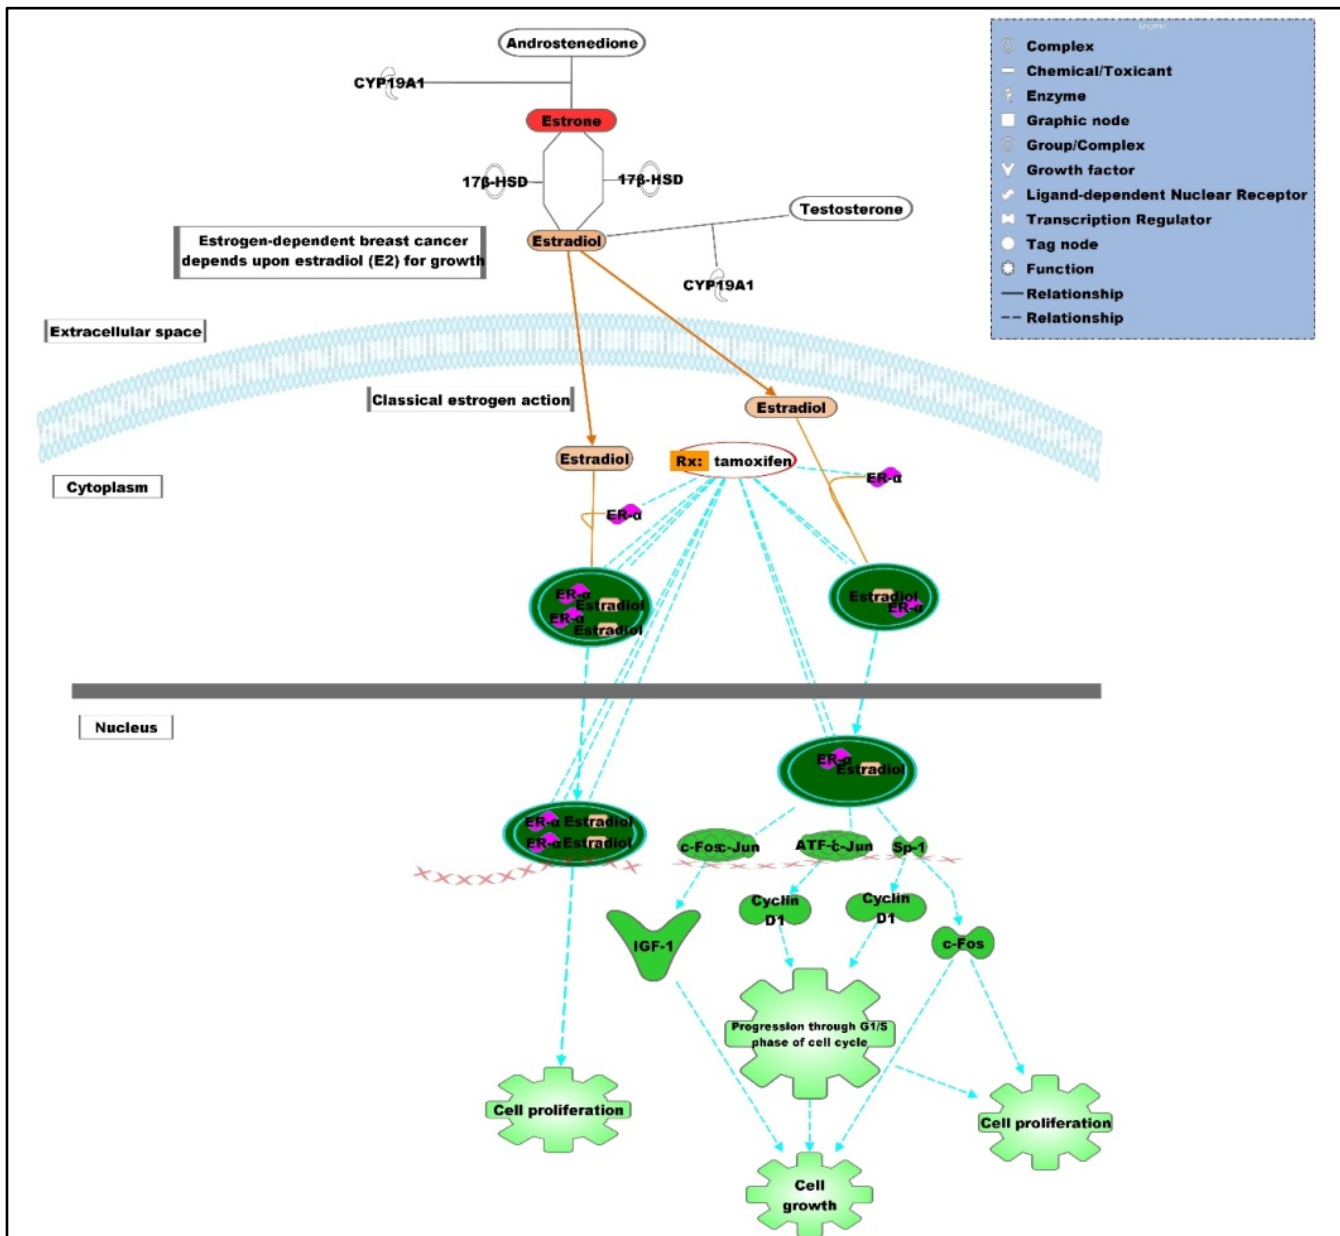 Legend
Androstenedione
CYP19A1
Estrone
17β-HSD
17β-HSD
Testosterone
Estradiol
CYP19A1
Estrogen-dependent breast cancer
depends upon estradiol (E2) for growth
Complex
Chemical/Toxicant
Enzyme
Graphic node
Group/Complex
Growth factor
Ligand-dependent Nuclear Receptor
Transcription Regulator
Tag node
Function
Relationship
Relationship
Extracellular space
Classical estrogen action
Estradiol
Estradiol
Rx: tamoxifen
Cytoplasm
ER-α
ER-α
ER-α
Estradiol
ER-α
Estradiol
Estradiol
ER-α
Nucleus
ER-α
Estradiol
ER-α Estradiol
ER-α Estradiol
c-Fos c-Jun
c-Jun
Sp-1
Cyclin
D1
Cyclin
D1
IGF-1
c-Fos
Progression through G1/S
phase of cell cycle
Cell proliferation
Cell proliferation
Cell
growth